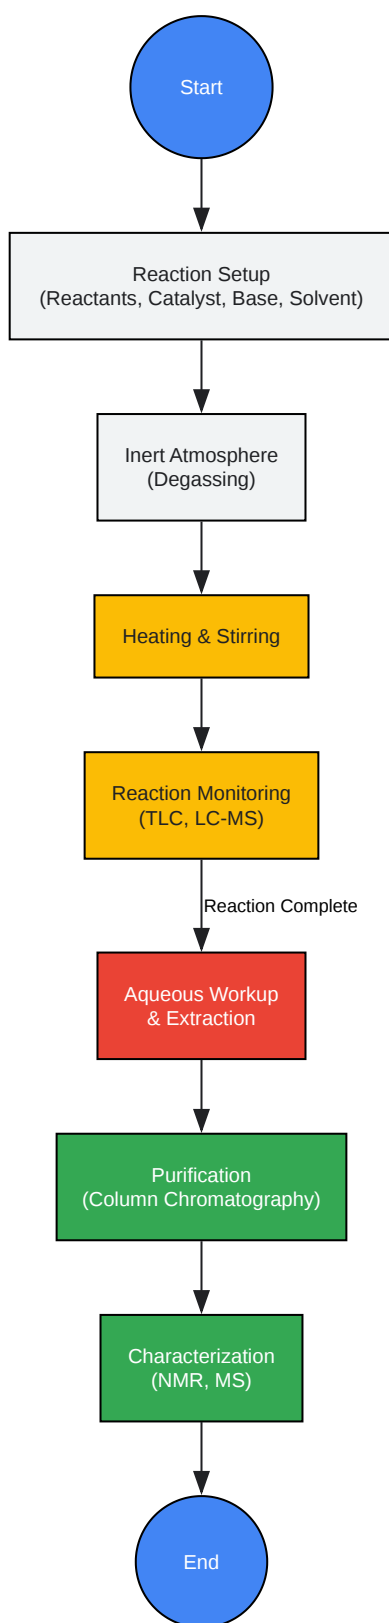 Start
Reaction Setup
(Reactants, Catalyst, Base, Solvent)
Inert Atmosphere
(Degassing)
Heating & Stirring
Reaction Monitoring
(TLC, LC-MS)
Reaction Complete
Aqueous Workup
& Extraction
Purification
(Column Chromatography)
Characterization
(NMR, MS)
End